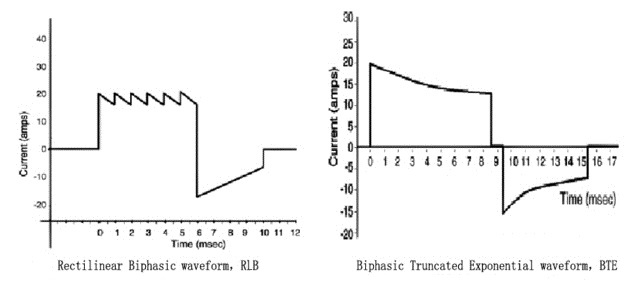 40
30
20
10
0
-10
-20
Current (amps)
0 1 2 3 4 5 6 7 8 9 10 11 12
Time (msec)
Rectilinear Biphasic waveform, RLB
30
25
20
15
10
5
0
-5
-10
-15
-20
Current (amps)
0 1 2 3 4 5 6 7 8 9 10 11 12 13 14 15 16 17
Time (msec)
Biphasic Truncated Exponential waveform, BTE